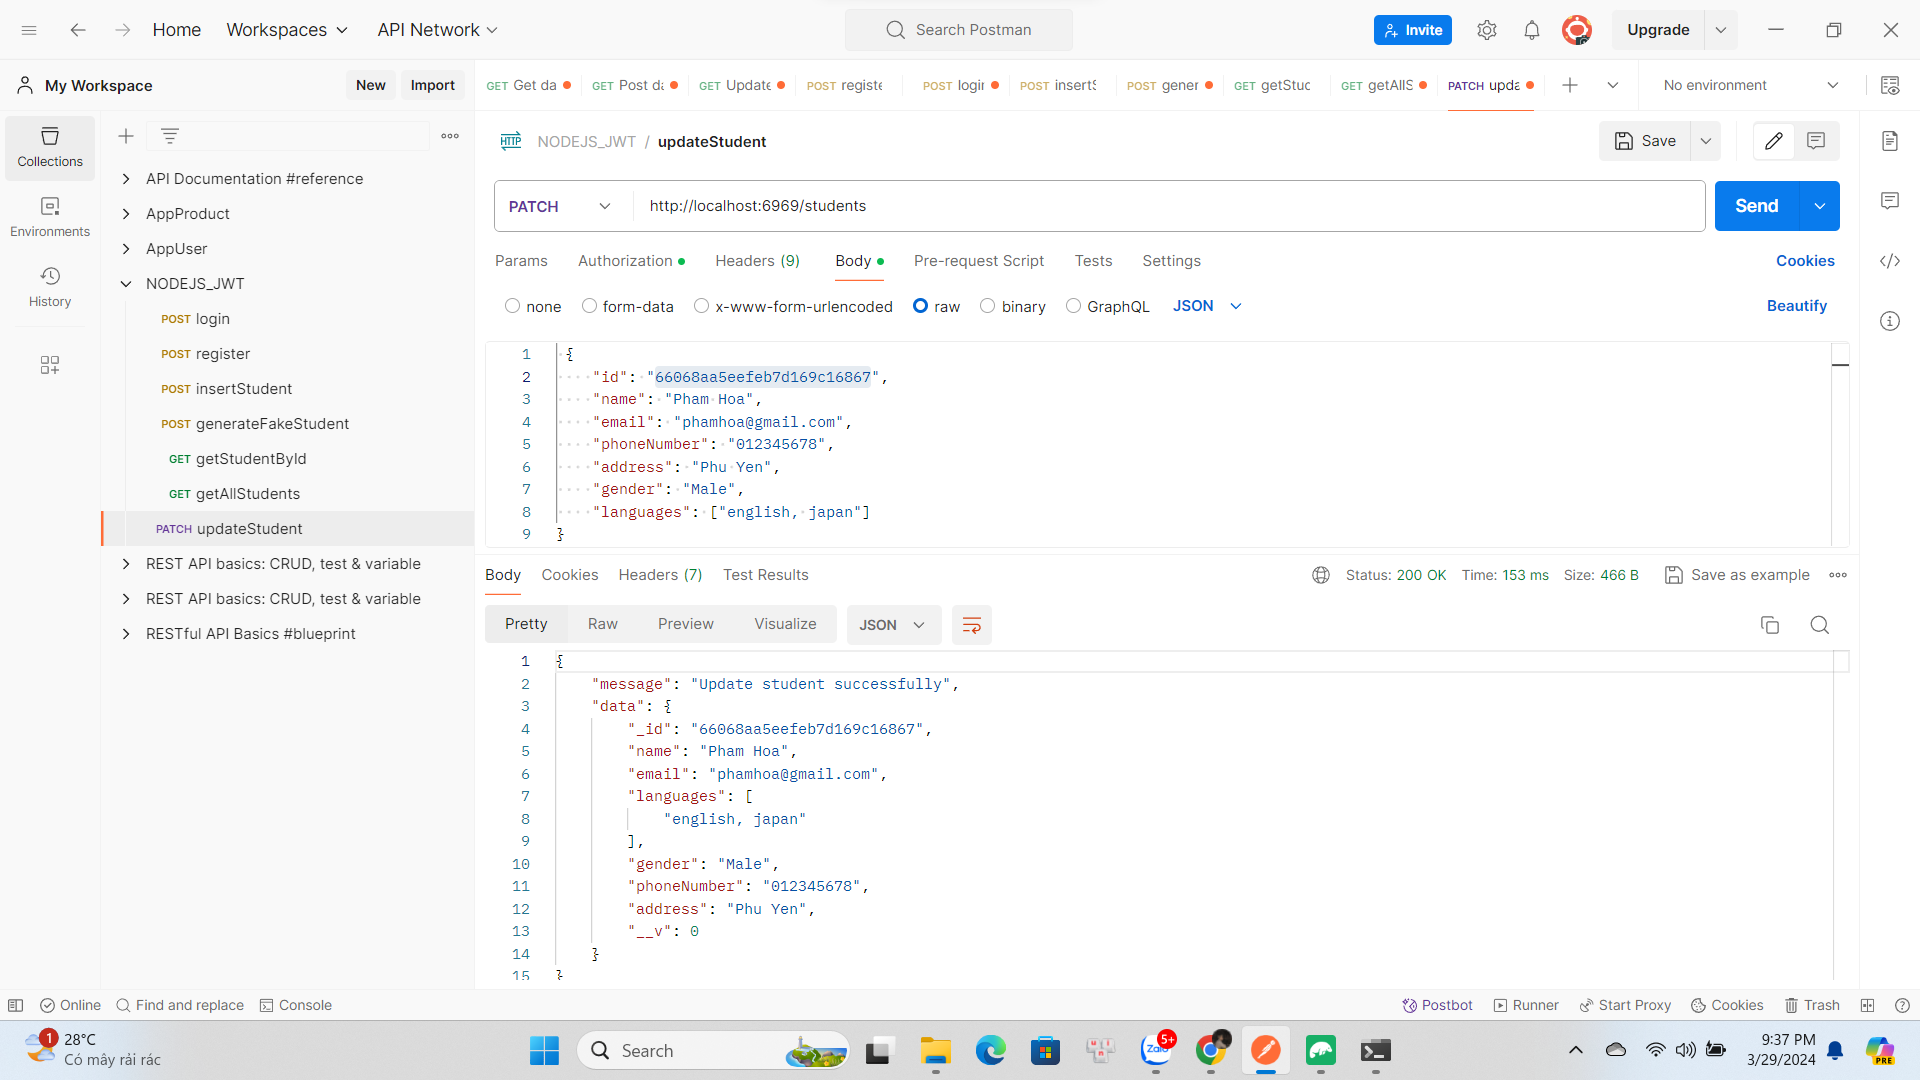 Home
Workspaces
API Network
Search Postman
Invite
Upgrade
My Workspace
New
Import
GET Get da
POST Post da
GET Update
POST registe
POST login
POST insertS
POST gener
GET getStuc
GET getAllS
PATCH upda
No environment
Collections
Environments
History
API Documentation #reference
AppProduct
AppUser
NODEJS_JWT
POST login
POST register
POST insertStudent
POST generateFakeStudent
GET getStudentById
GET getAllStudents
PATCH updateStudent
REST API basics: CRUD, test & variable
REST API basics: CRUD, test & variable
RESTful API Basics #blueprint
HTTP NODEJS_JWT / updateStudent
Save
PATCH
http://localhost:6969/students
Send
Params
Authorization
Headers (9)
Body
Pre-request Script
Tests
Settings
Cookies
none
form-data
x-www-form-urlencoded
raw
binary
GraphQL
JSON
Beautify
1 {
2 "id": "66068aa5eefeb7d169c16867",
3 "name": "Pham Hoa",
4 "email": "phamhoa@gmail.com",
5 "phoneNumber": "012345678",
6 "address": "Phu Yen",
7 "gender": "Male",
8 "languages": ["english, japan"]
9 }
Body
Cookies
Headers (7)
Test Results
Status: 200 OK
Time: 153 ms
Size: 466 B
Save as example
Pretty
Raw
Preview
Visualize
JSON
1 {
2 "message": "Update student successfully",
3 "data": {
4 "_id": "66068aa5eefeb7d169c16867",
5 "name": "Pham Hoa",
6 "email": "phamhoa@gmail.com",
7 "languages": [
8 "english, japan"
9 ],
10 "gender": "Male",
11 "phoneNumber": "012345678",
12 "address": "Phu Yen",
13 "__v": 0
14 }
15 }
Online
Find and replace
Console
Postbot
Runner
Start Proxy
Cookies
Trash
1
28°C
Có mây rải rác
Search
Zalo
5+
9:37 PM
3/29/2024
PRE